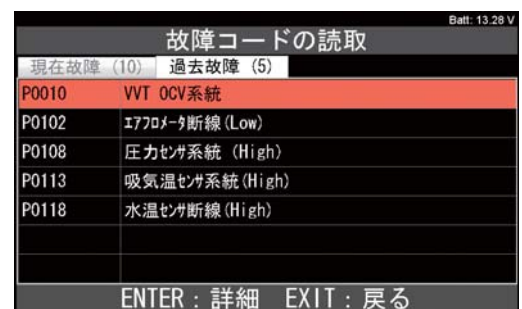 Batt: 13.28 V
故障コードの読取
現在故障 (10) 過去故障 (5)
P0010 VVT OCV系統
P0102 ｴｱﾌﾛﾒｰﾀ断線(Low)
P0108 圧力ｾﾝｻ系統 (High)
P0113 吸気温ｾﾝｻ系統(High)
P0118 水温ｾﾝｻ断線(High)
ENTER：詳細 EXIT：戻る